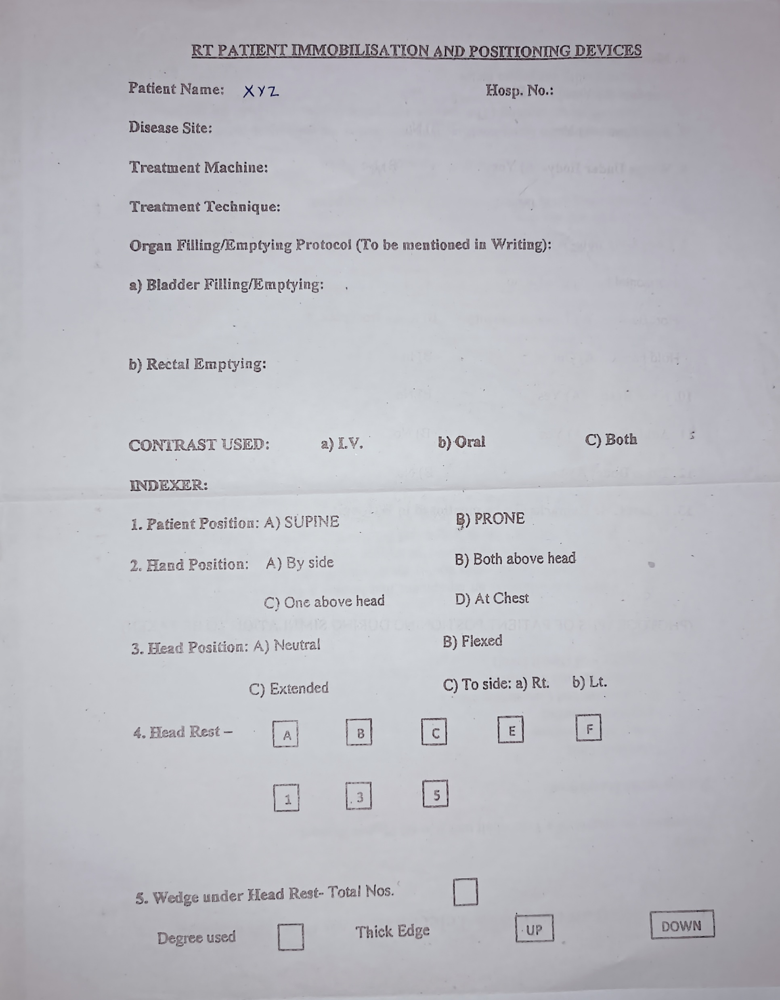 RT PATIENT IMMOBILISATION AND POSITIONING DEVICES
Patient Name: XYZ Hosp. No.:
Disease Site:
Treatment Machine:
Treatment Technique:
Organ Filling/Emptying Protocol (To be mentioned in Writing):
a) Bladder Filling/Emptying:
b) Rectal Emptying:
CONTRAST USED: a) I.V. b) Oral C) Both
INDEXER:
1. Patient Position: A) SUPINE B) PRONE
2. Hand Position: A) By side B) Both above head
C) One above head D) At Chest
3. Head Position: A) Neutral B) Flexed
C) Extended C) To side: a) Rt. b) Lt.
4. Head Rest – A B C E F
1 3 5
5. Wedge under Head Rest- Total Nos.
Degree used Thick Edge UP DOWN